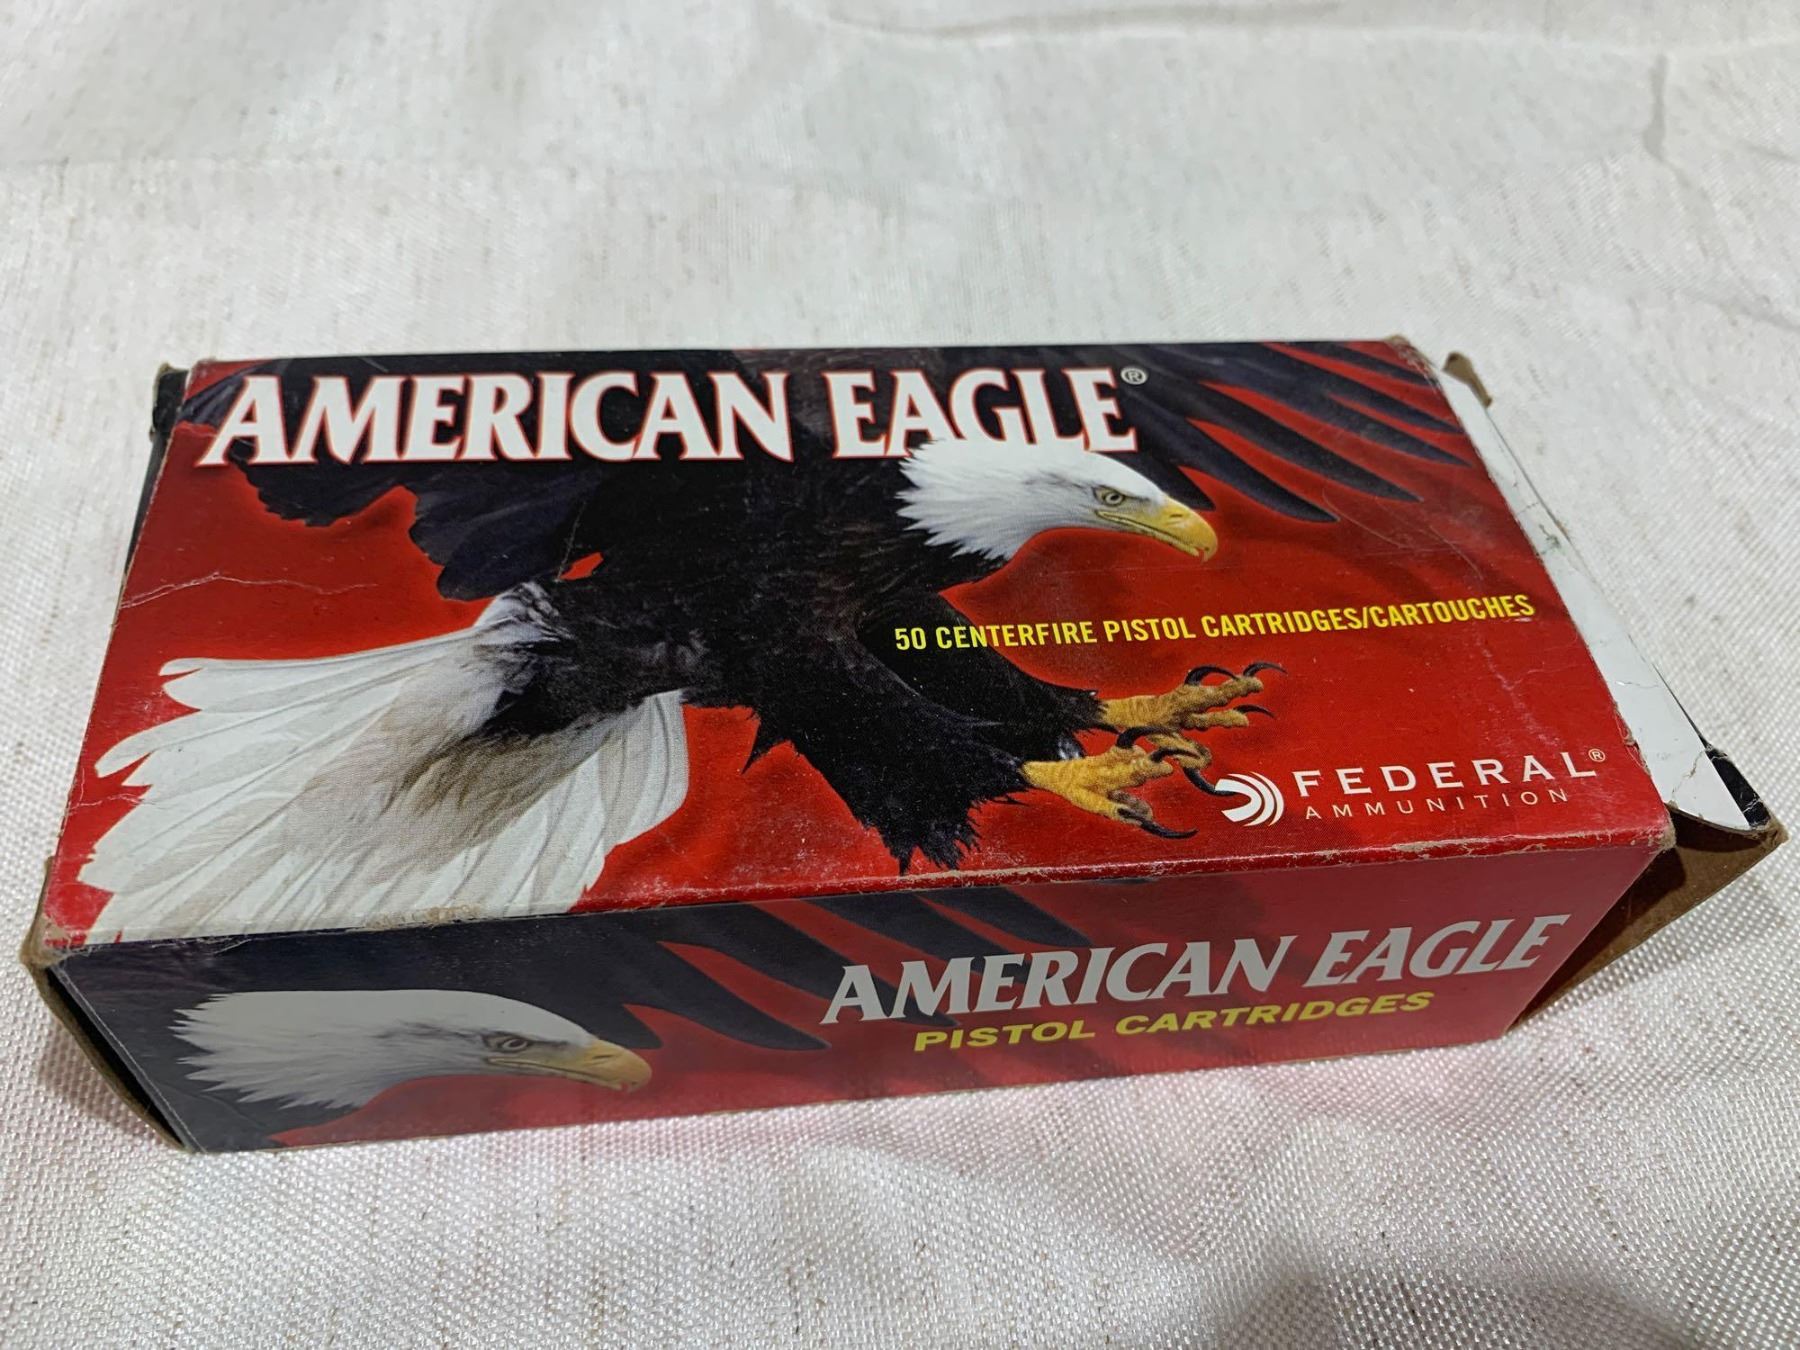 AMERICAN EAGLE®
50 CENTERFIRE PISTOL CARTRIDGES/CARTOUCHES
FEDERAL®
AMMUNITION
AMERICAN EAGLE
PISTOL CARTRIDGES